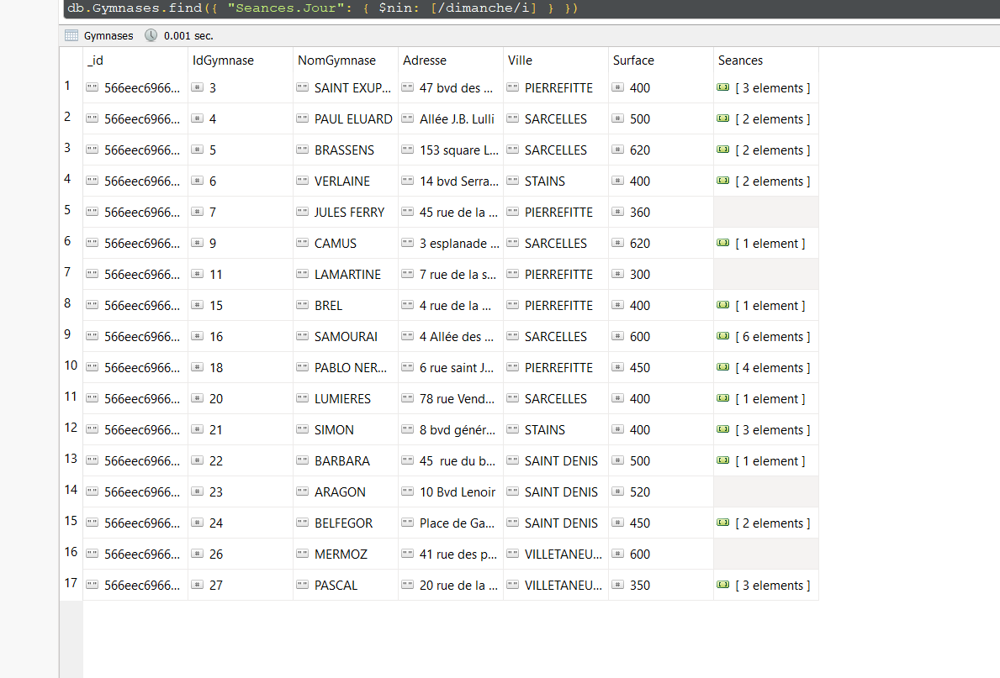 db.Gymnases.find({ "Seances.Jour": { $nin: [/dimanche/i] } })
Gymnases 0.001 sec.
_id IdGymnase NomGymnase Adresse Ville Surface Seances
1 "" 566eec6966... # 3 "" SAINT EXUP... "" 47 bvd des ... "" PIERREFITTE # 400 [ 3 elements ]
2 "" 566eec6966... # 4 "" PAUL ELUARD "" Allée J.B. Lulli "" SARCELLES # 500 [ 2 elements ]
3 "" 566eec6966... # 5 "" BRASSENS "" 153 square L... "" SARCELLES # 620 [ 2 elements ]
4 "" 566eec6966... # 6 "" VERLAINE "" 14 bvd Serra... "" STAINS # 400 [ 2 elements ]
5 "" 566eec6966... # 7 "" JULES FERRY "" 45 rue de la ... "" PIERREFITTE # 360
6 "" 566eec6966... # 9 "" CAMUS "" 3 esplanade ... "" SARCELLES # 620 [ 1 element ]
7 "" 566eec6966... # 11 "" LAMARTINE "" 7 rue de la s... "" PIERREFITTE # 300
8 "" 566eec6966... # 15 "" BREL "" 4 rue de la ... "" PIERREFITTE # 400 [ 1 element ]
9 "" 566eec6966... # 16 "" SAMOURAI "" 4 Allée des ... "" SARCELLES # 600 [ 6 elements ]
10 "" 566eec6966... # 18 "" PABLO NER... "" 6 rue saint J... "" PIERREFITTE # 450 [ 4 elements ]
11 "" 566eec6966... # 20 "" LUMIERES "" 78 rue Vend... "" SARCELLES # 400 [ 1 element ]
12 "" 566eec6966... # 21 "" SIMON "" 8 bvd génér... "" STAINS # 400 [ 3 elements ]
13 "" 566eec6966... # 22 "" BARBARA "" 45  rue du b... "" SAINT DENIS # 500 [ 1 element ]
14 "" 566eec6966... # 23 "" ARAGON "" 10 Bvd Lenoir "" SAINT DENIS # 520
15 "" 566eec6966... # 24 "" BELFEGOR "" Place de Ga... "" SAINT DENIS # 450 [ 2 elements ]
16 "" 566eec6966... # 26 "" MERMOZ "" 41 rue des p... "" VILLETANEU... # 600
17 "" 566eec6966... # 27 "" PASCAL "" 20 rue de la ... "" VILLETANEU... # 350 [ 3 elements ]